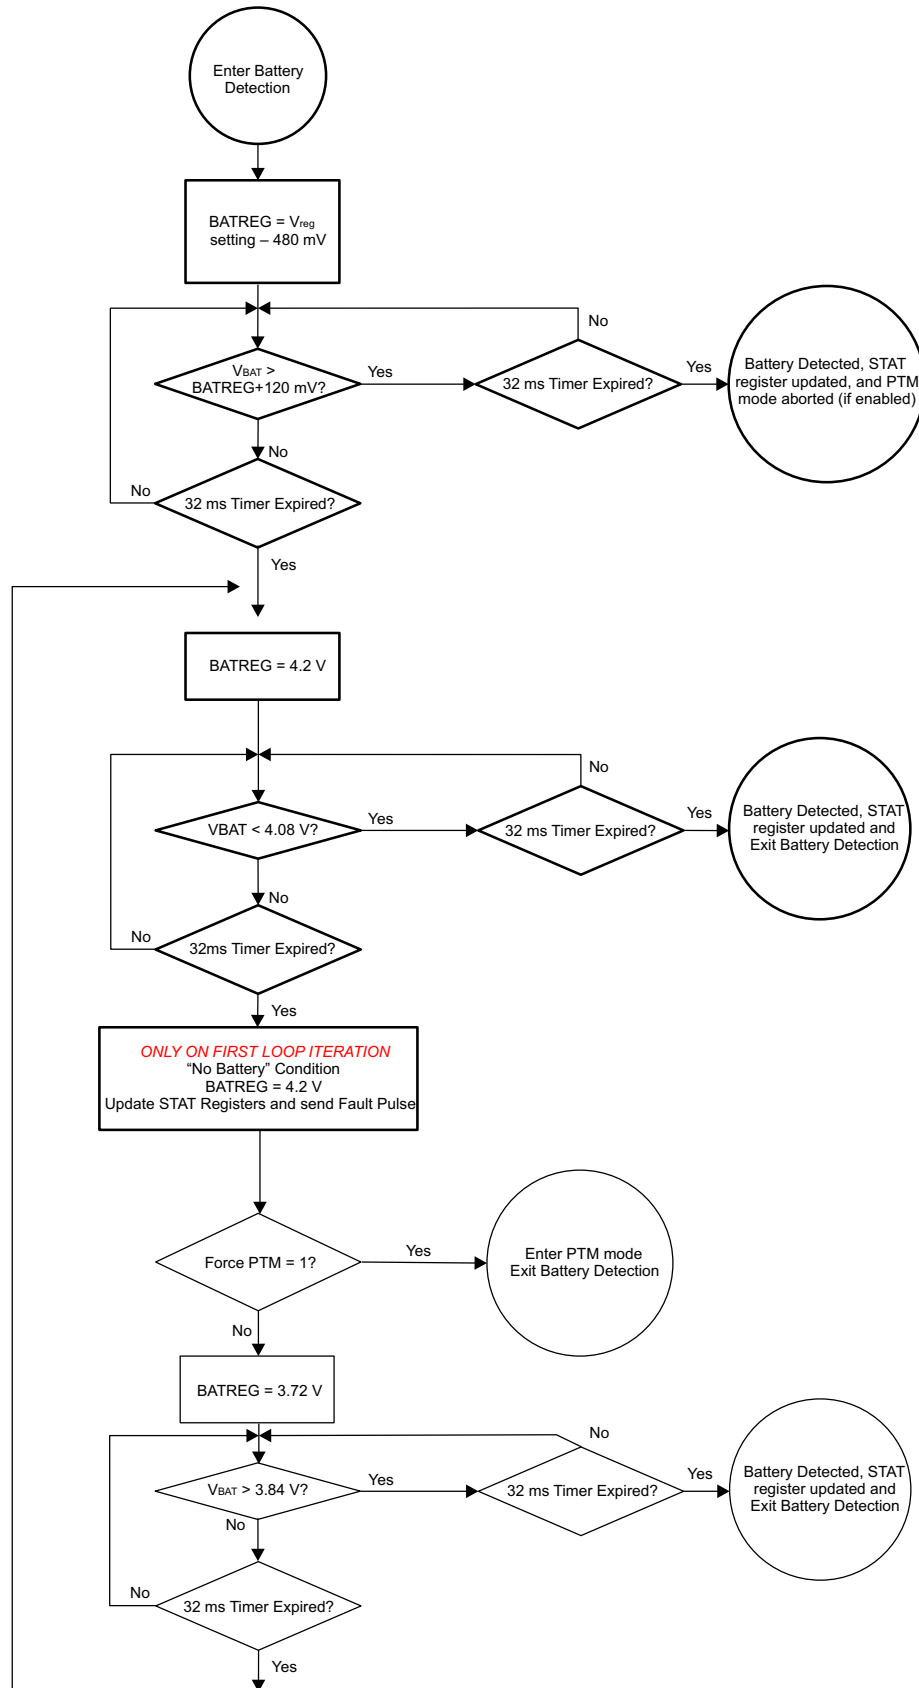 Enter Battery
Detection
BATREG = Vreg
setting – 480 mV
No
VBAT >
BATREG+120 mV?
Yes
32 ms Timer Expired?
Yes
Battery Detected, STAT
register updated, and PTM
mode aborted (if enabled)
No
No
32 ms Timer Expired?
Yes
BATREG = 4.2 V
No
VBAT < 4.08 V?
Yes
32 ms Timer Expired?
Yes
Battery Detected, STAT
register updated and
Exit Battery Detection
No
No
32ms Timer Expired?
Yes
ONLY ON FIRST LOOP ITERATION
“No Battery” Condition
BATREG = 4.2 V
Update STAT Registers and send Fault Pulse
Force PTM = 1?
Yes
Enter PTM mode
Exit Battery Detection
No
BATREG = 3.72 V
No
VBAT > 3.84 V?
Yes
32 ms Timer Expired?
Yes
Battery Detected, STAT
register updated and
Exit Battery Detection
No
No
32 ms Timer Expired?
Yes